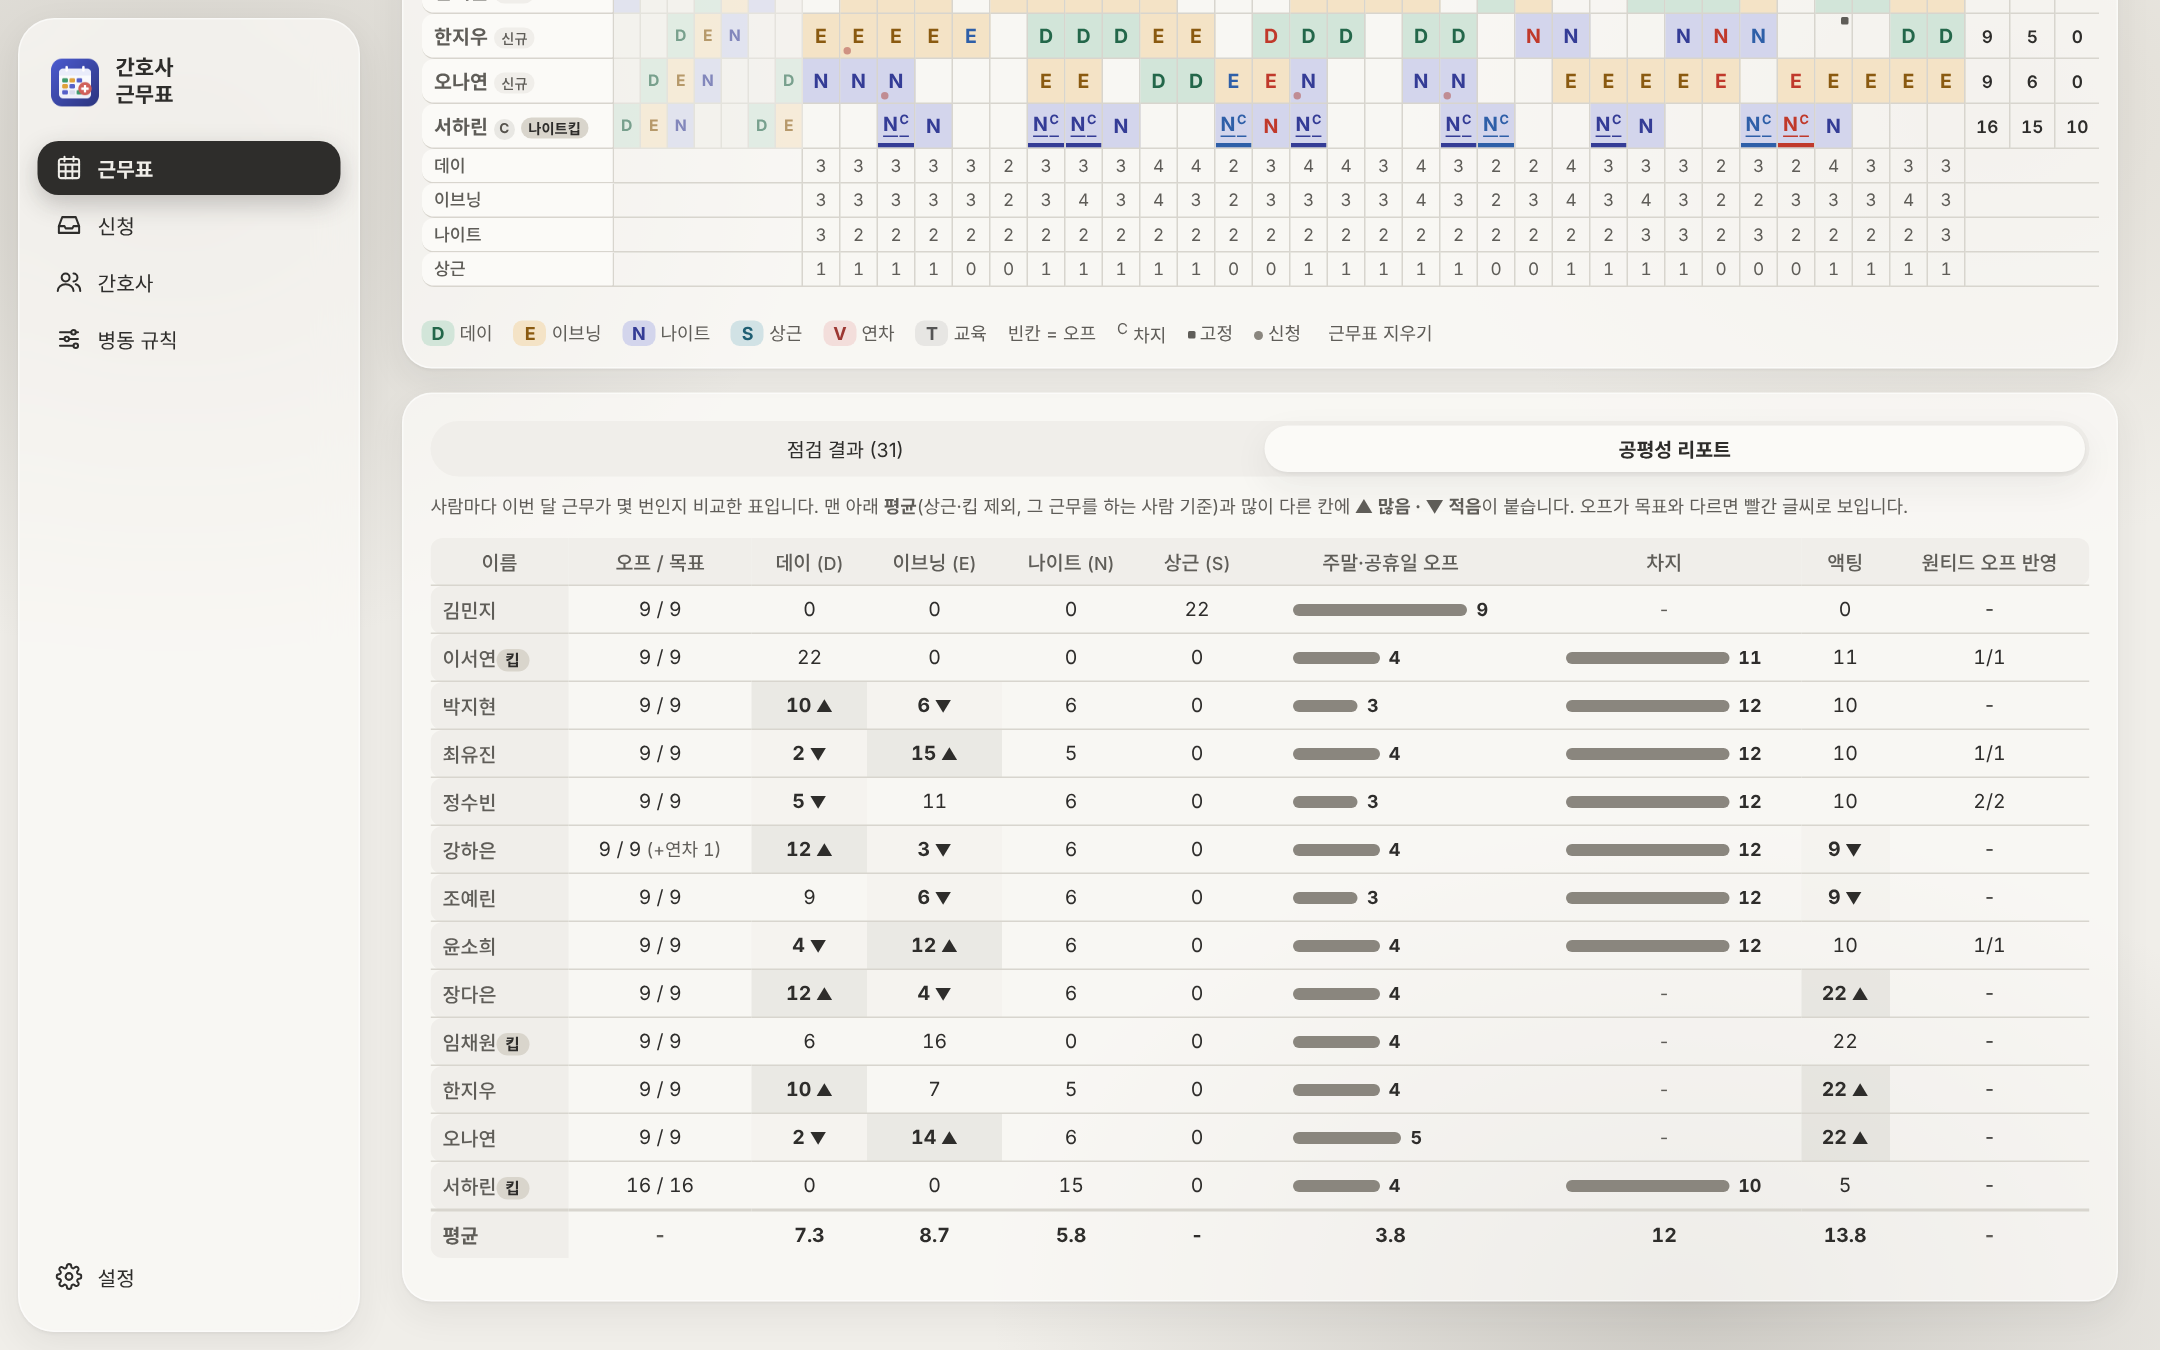 간호사
근무표
근무표
신청
간호사
병동 규칙
설정
한지우 신규 D E N E E E E E D D D E E D D D D D N N N N N D D 9 5 0
오나연 신규 D E N D N N N E E D D E E N N N E E E E E E E E E E 9 6 0
서하린 C 나이트킵 D E N D E NC N NC NC N NC N NC NC NC NC N NC NC N 16 15 10
데이 3 3 3 3 3 2 3 3 3 4 4 2 3 4 4 3 4 3 2 2 4 3 3 3 2 3 2 4 3 3 3
이브닝 3 3 3 3 3 2 3 4 3 4 3 2 3 3 3 3 4 3 2 3 4 3 4 3 2 2 3 3 3 4 3
나이트 3 2 2 2 2 2 2 2 2 2 2 2 2 2 2 2 2 2 2 2 2 2 3 3 2 3 2 2 2 2 3
상근 1 1 1 1 0 0 1 1 1 1 1 0 0 1 1 1 1 1 0 0 1 1 1 1 0 0 0 1 1 1 1
D 데이 E 이브닝 N 나이트 S 상근 V 연차 T 교육 빈칸 = 오프 C 차지 ▪고정 ●신청 근무표 지우기
점검 결과 (31) 공평성 리포트
사람마다 이번 달 근무가 몇 번인지 비교한 표입니다. 맨 아래 평균(상근·킵 제외, 그 근무를 하는 사람 기준)과 많이 다른 칸에 ▲ 많음 · ▼ 적음이 붙습니다. 오프가 목표와 다르면 빨간 글씨로 보입니다.
이름 오프 / 목표 데이 (D) 이브닝 (E) 나이트 (N) 상근 (S) 주말·공휴일 오프 차지 액팅 원티드 오프 반영
김민지 9 / 9 0 0 0 22 9 - 0 -
이서연 킵 9 / 9 22 0 0 0 4 11 11 1/1
박지현 9 / 9 10 ▲ 6 ▼ 6 0 3 12 10 -
최유진 9 / 9 2 ▼ 15 ▲ 5 0 4 12 10 1/1
정수빈 9 / 9 5 ▼ 11 6 0 3 12 10 2/2
강하은 9 / 9 (+연차 1) 12 ▲ 3 ▼ 6 0 4 12 9 ▼ -
조예린 9 / 9 9 6 ▼ 6 0 3 12 9 ▼ -
윤소희 9 / 9 4 ▼ 12 ▲ 6 0 4 12 10 1/1
장다은 9 / 9 12 ▲ 4 ▼ 6 0 4 - 22 ▲ -
임채원 킵 9 / 9 6 16 0 0 4 - 22 -
한지우 9 / 9 10 ▲ 7 5 0 4 - 22 ▲ -
오나연 9 / 9 2 ▼ 14 ▲ 6 0 5 - 22 ▲ -
서하린 킵 16 / 16 0 0 15 0 4 10 5 -
평균 - 7.3 8.7 5.8 - 3.8 12 13.8 -